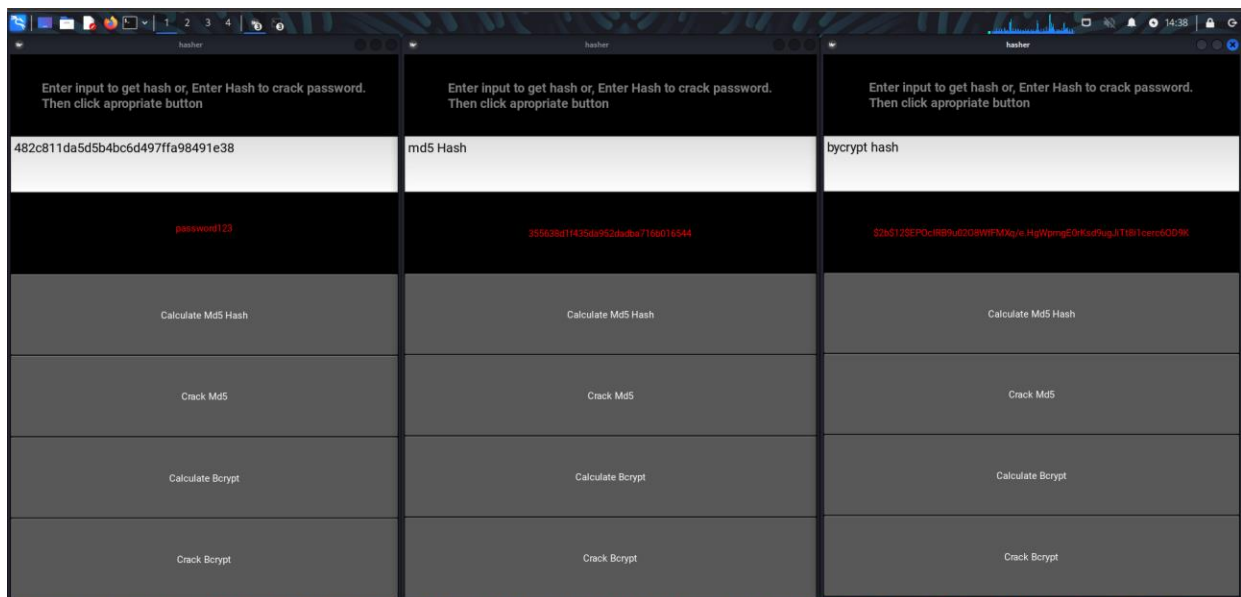 1 2 3 4
14:38
hasher
Enter input to get hash or, Enter Hash to crack password.
Then click apropriate button
482c811da5d5b4bc6d497ffa98491e38
password123
Calculate Md5 Hash
Crack Md5
Calculate Bcrypt
Crack Bcrypt
hasher
Enter input to get hash or, Enter Hash to crack password.
Then click apropriate button
md5 Hash
Calculate Md5 Hash
Crack Md5
Calculate Bcrypt
Crack Bcrypt
hasher
Enter input to get hash or, Enter Hash to crack password.
Then click apropriate button
bycrypt hash
Calculate Md5 Hash
Crack Md5
Calculate Bcrypt
Crack Bcrypt